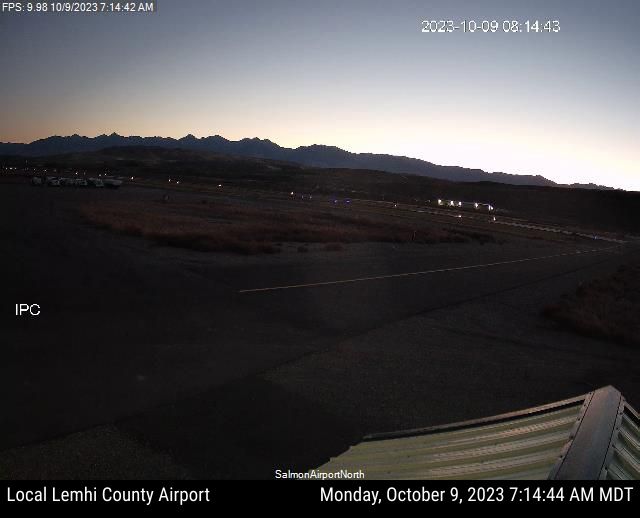 FPS: 9.98 10/9/2023 7:14:42 AM
2023-10-09 08:14:43
IPC
SalmonAirportNorth
Local Lemhi County Airport
Monday, October 9, 2023 7:14:44 AM MDT